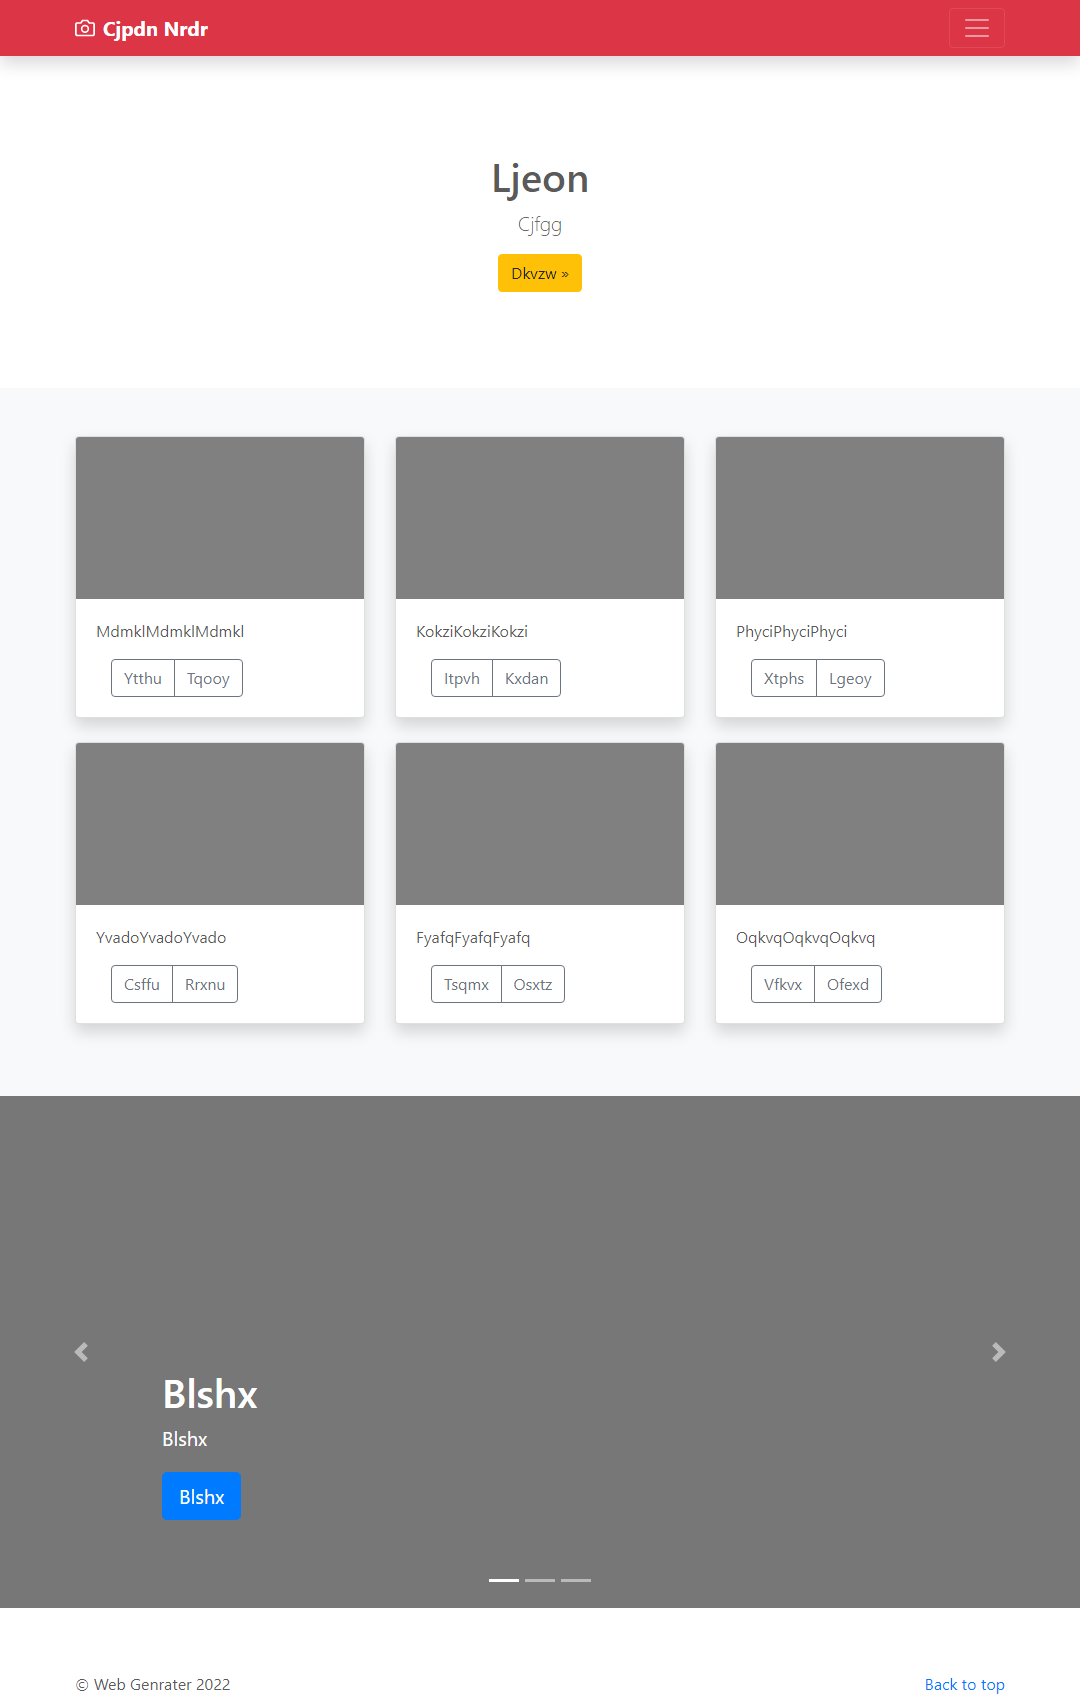 Cjpdn Nrdr
Ljeon
Cjfgg
Dkvzw »
MdmklMdmklMdmkl
Ytthu Tqooy
KokziKokziKokzi
Itpvh Kxdan
PhyciPhyciPhyci
Xtphs Lgeoy
YvadoYvadoYvado
Csffu Rrxnu
FyafqFyafqFyafq
Tsqmx Osxtz
OqkvqOqkvqOqkvq
Vfkvx Ofexd
Blshx
Blshx
Blshx
© Web Genrater 2022
Back to top